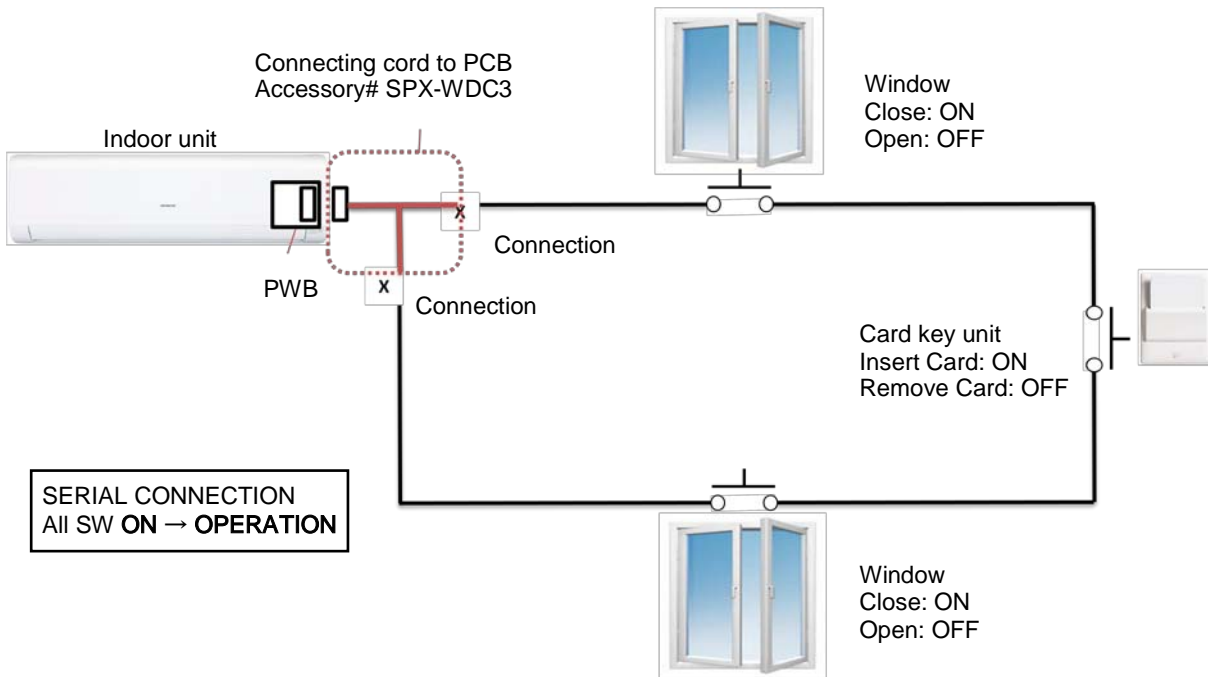 Connecting cord to PCB
Accessory# SPX-WDC3
Indoor unit
Window
Close: ON
Open: OFF
X
Connection
PWB
X
Connection
Card key unit
Insert Card: ON
Remove Card: OFF
SERIAL CONNECTION
All SW ON → OPERATION
Window
Close: ON
Open: OFF